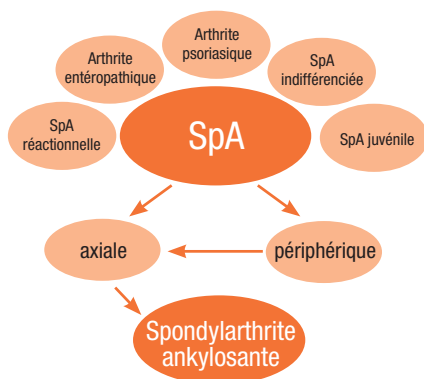 Arthrite
psoriasique
Arthrite
entéropathique
SpA
indifférenciée
SpA
réactionnelle
SpA
SpA juvénile
axiale
périphérique
Spondylarthrite
ankylosante